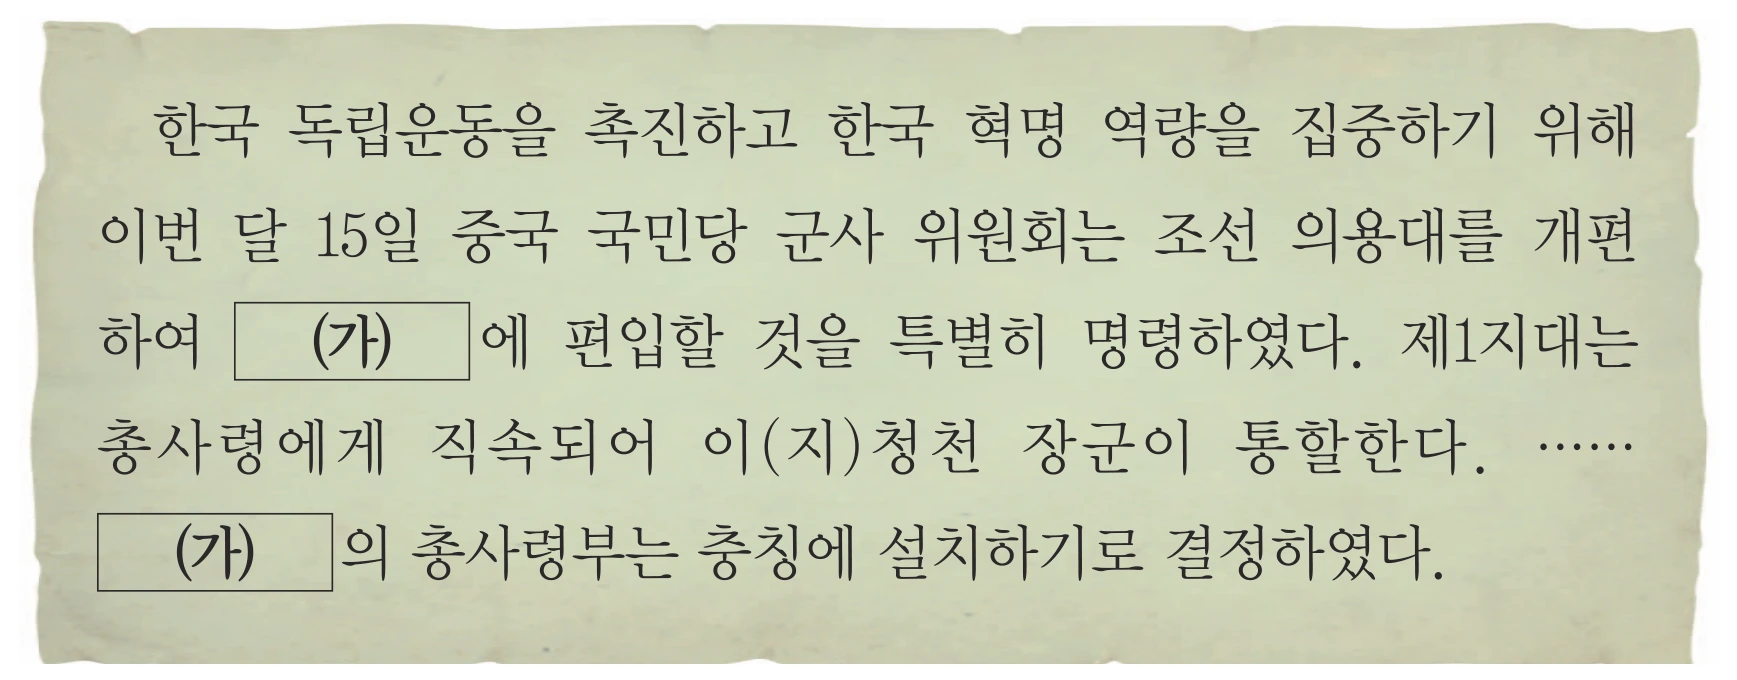 한국 독립운동을 촉진하고 한국 혁명 역량을 집중하기 위해
이번 달 15일 중국 국민당 군사 위원회는 조선 의용대를 개편
하여 (가) 에 편입할 것을 특별히 명령하였다. 제1지대는
총사령에게 직속되어 이(지)청천 장군이 통할한다. ……
(가) 의 총사령부는 충칭에 설치하기로 결정하였다.